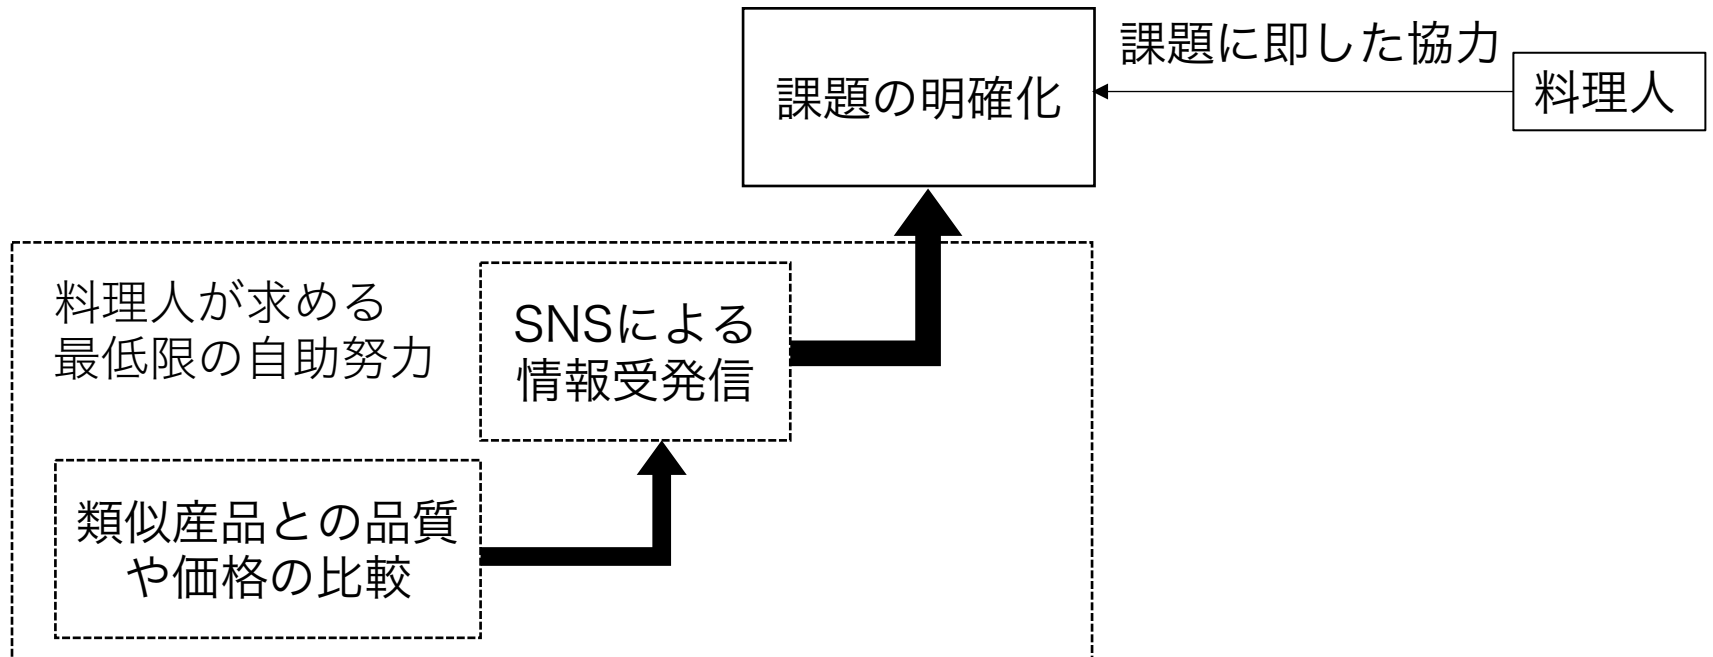 課題の明確化
課題に即した協力
料理人
料理人が求める
最低限の自助努力
SNSによる
情報受発信
類似産品との品質
や価格の比較